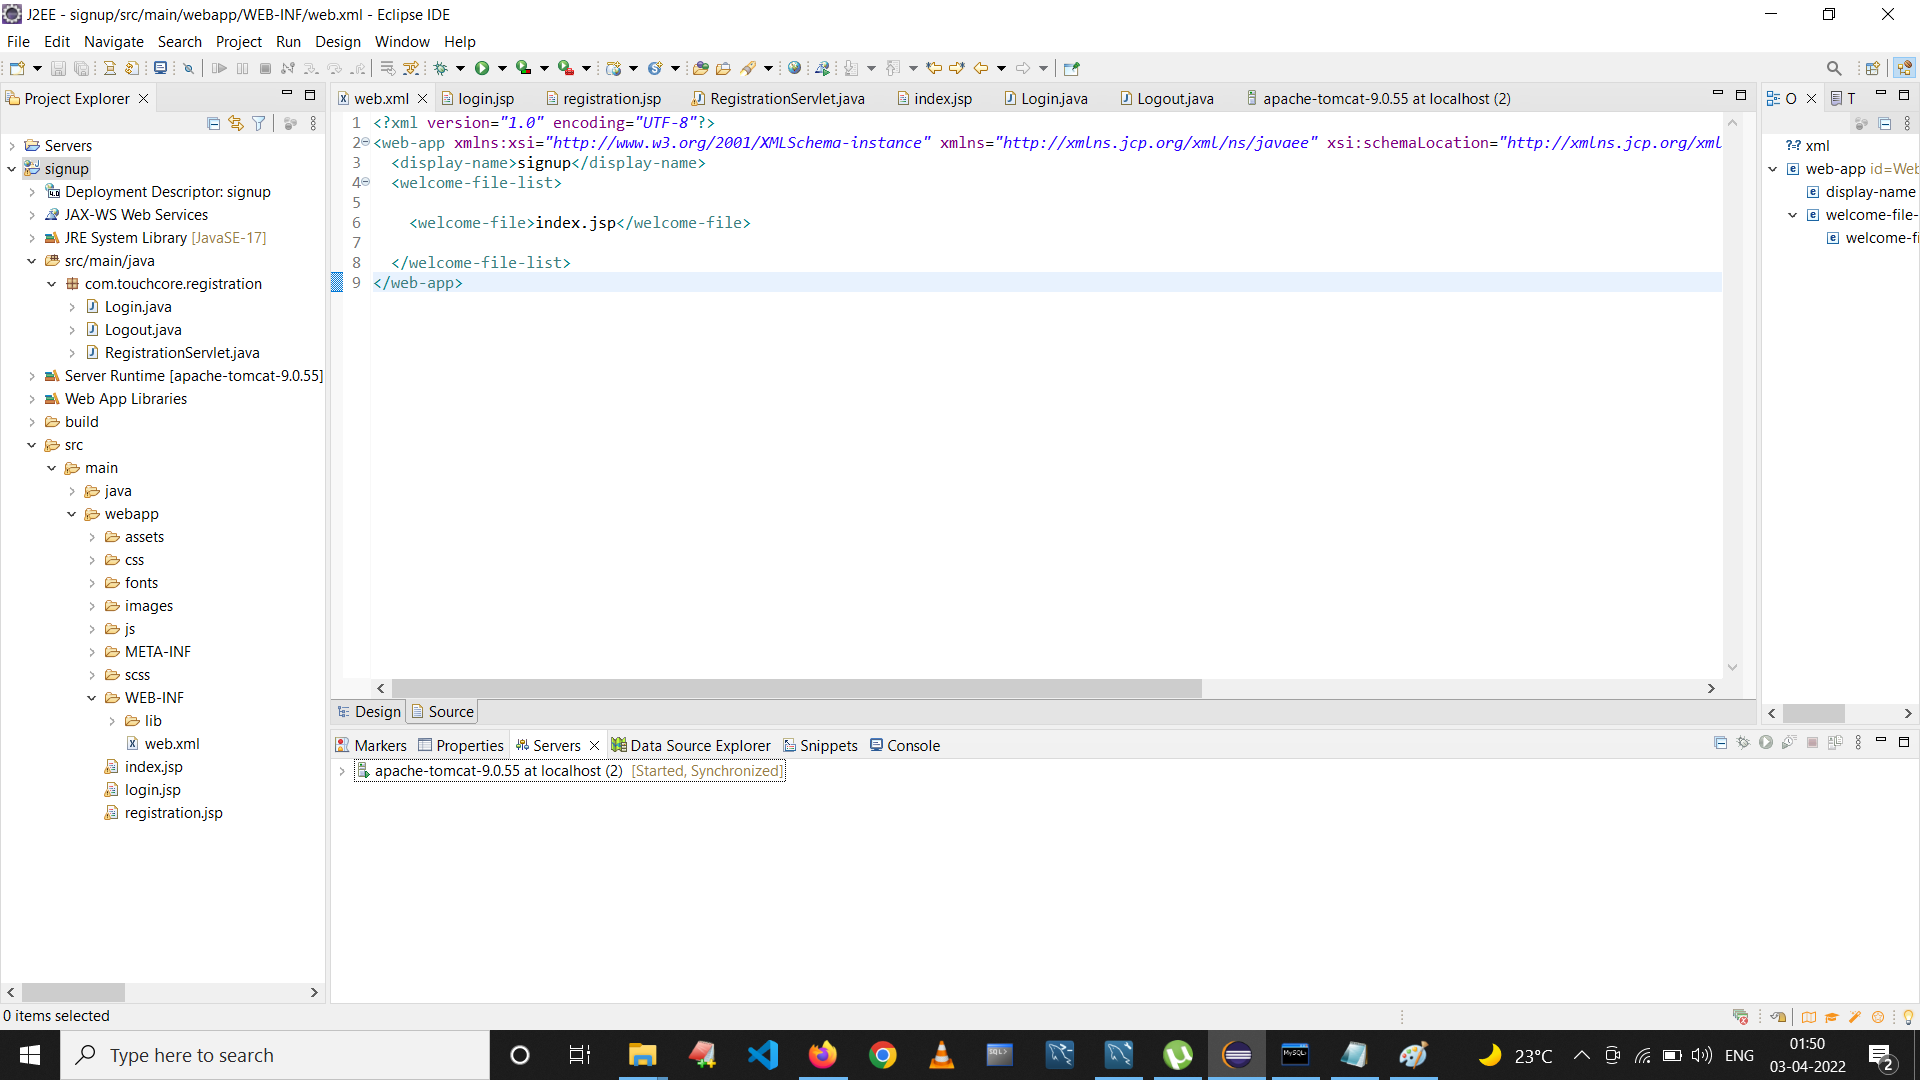 J2EE - signup/src/main/webapp/WEB-INF/web.xml - Eclipse IDE
File Edit Navigate Search Project Run Design Window Help
Project Explorer
web.xml login.jsp registration.jsp RegistrationServlet.java index.jsp Login.java Logout.java apache-tomcat-9.0.55 at localhost (2)
O T
Servers
signup
Deployment Descriptor: signup
JAX-WS Web Services
JRE System Library [JavaSE-17]
src/main/java
com.touchcore.registration
Login.java
Logout.java
RegistrationServlet.java
Server Runtime [apache-tomcat-9.0.55]
Web App Libraries
build
src
main
java
webapp
assets
css
fonts
images
js
META-INF
scss
WEB-INF
lib
web.xml
index.jsp
login.jsp
registration.jsp
1 <?xml version="1.0" encoding="UTF-8"?>
2 <web-app xmlns:xsi="http://www.w3.org/2001/XMLSchema-instance" xmlns="http://xmlns.jcp.org/xml/ns/javaee" xsi:schemaLocation="http://xmlns.jcp.org/xml
3 <display-name>signup</display-name>
4 <welcome-file-list>
5
6 <welcome-file>index.jsp</welcome-file>
7
8 </welcome-file-list>
9 </web-app>
Design Source
?-? xml
web-app id=Web
display-name
welcome-file-
welcome-fi
Markers Properties Servers Data Source Explorer Snippets Console
apache-tomcat-9.0.55 at localhost (2) [Started, Synchronized]
0 items selected
Type here to search
23°C
ENG
01:50
03-04-2022
2